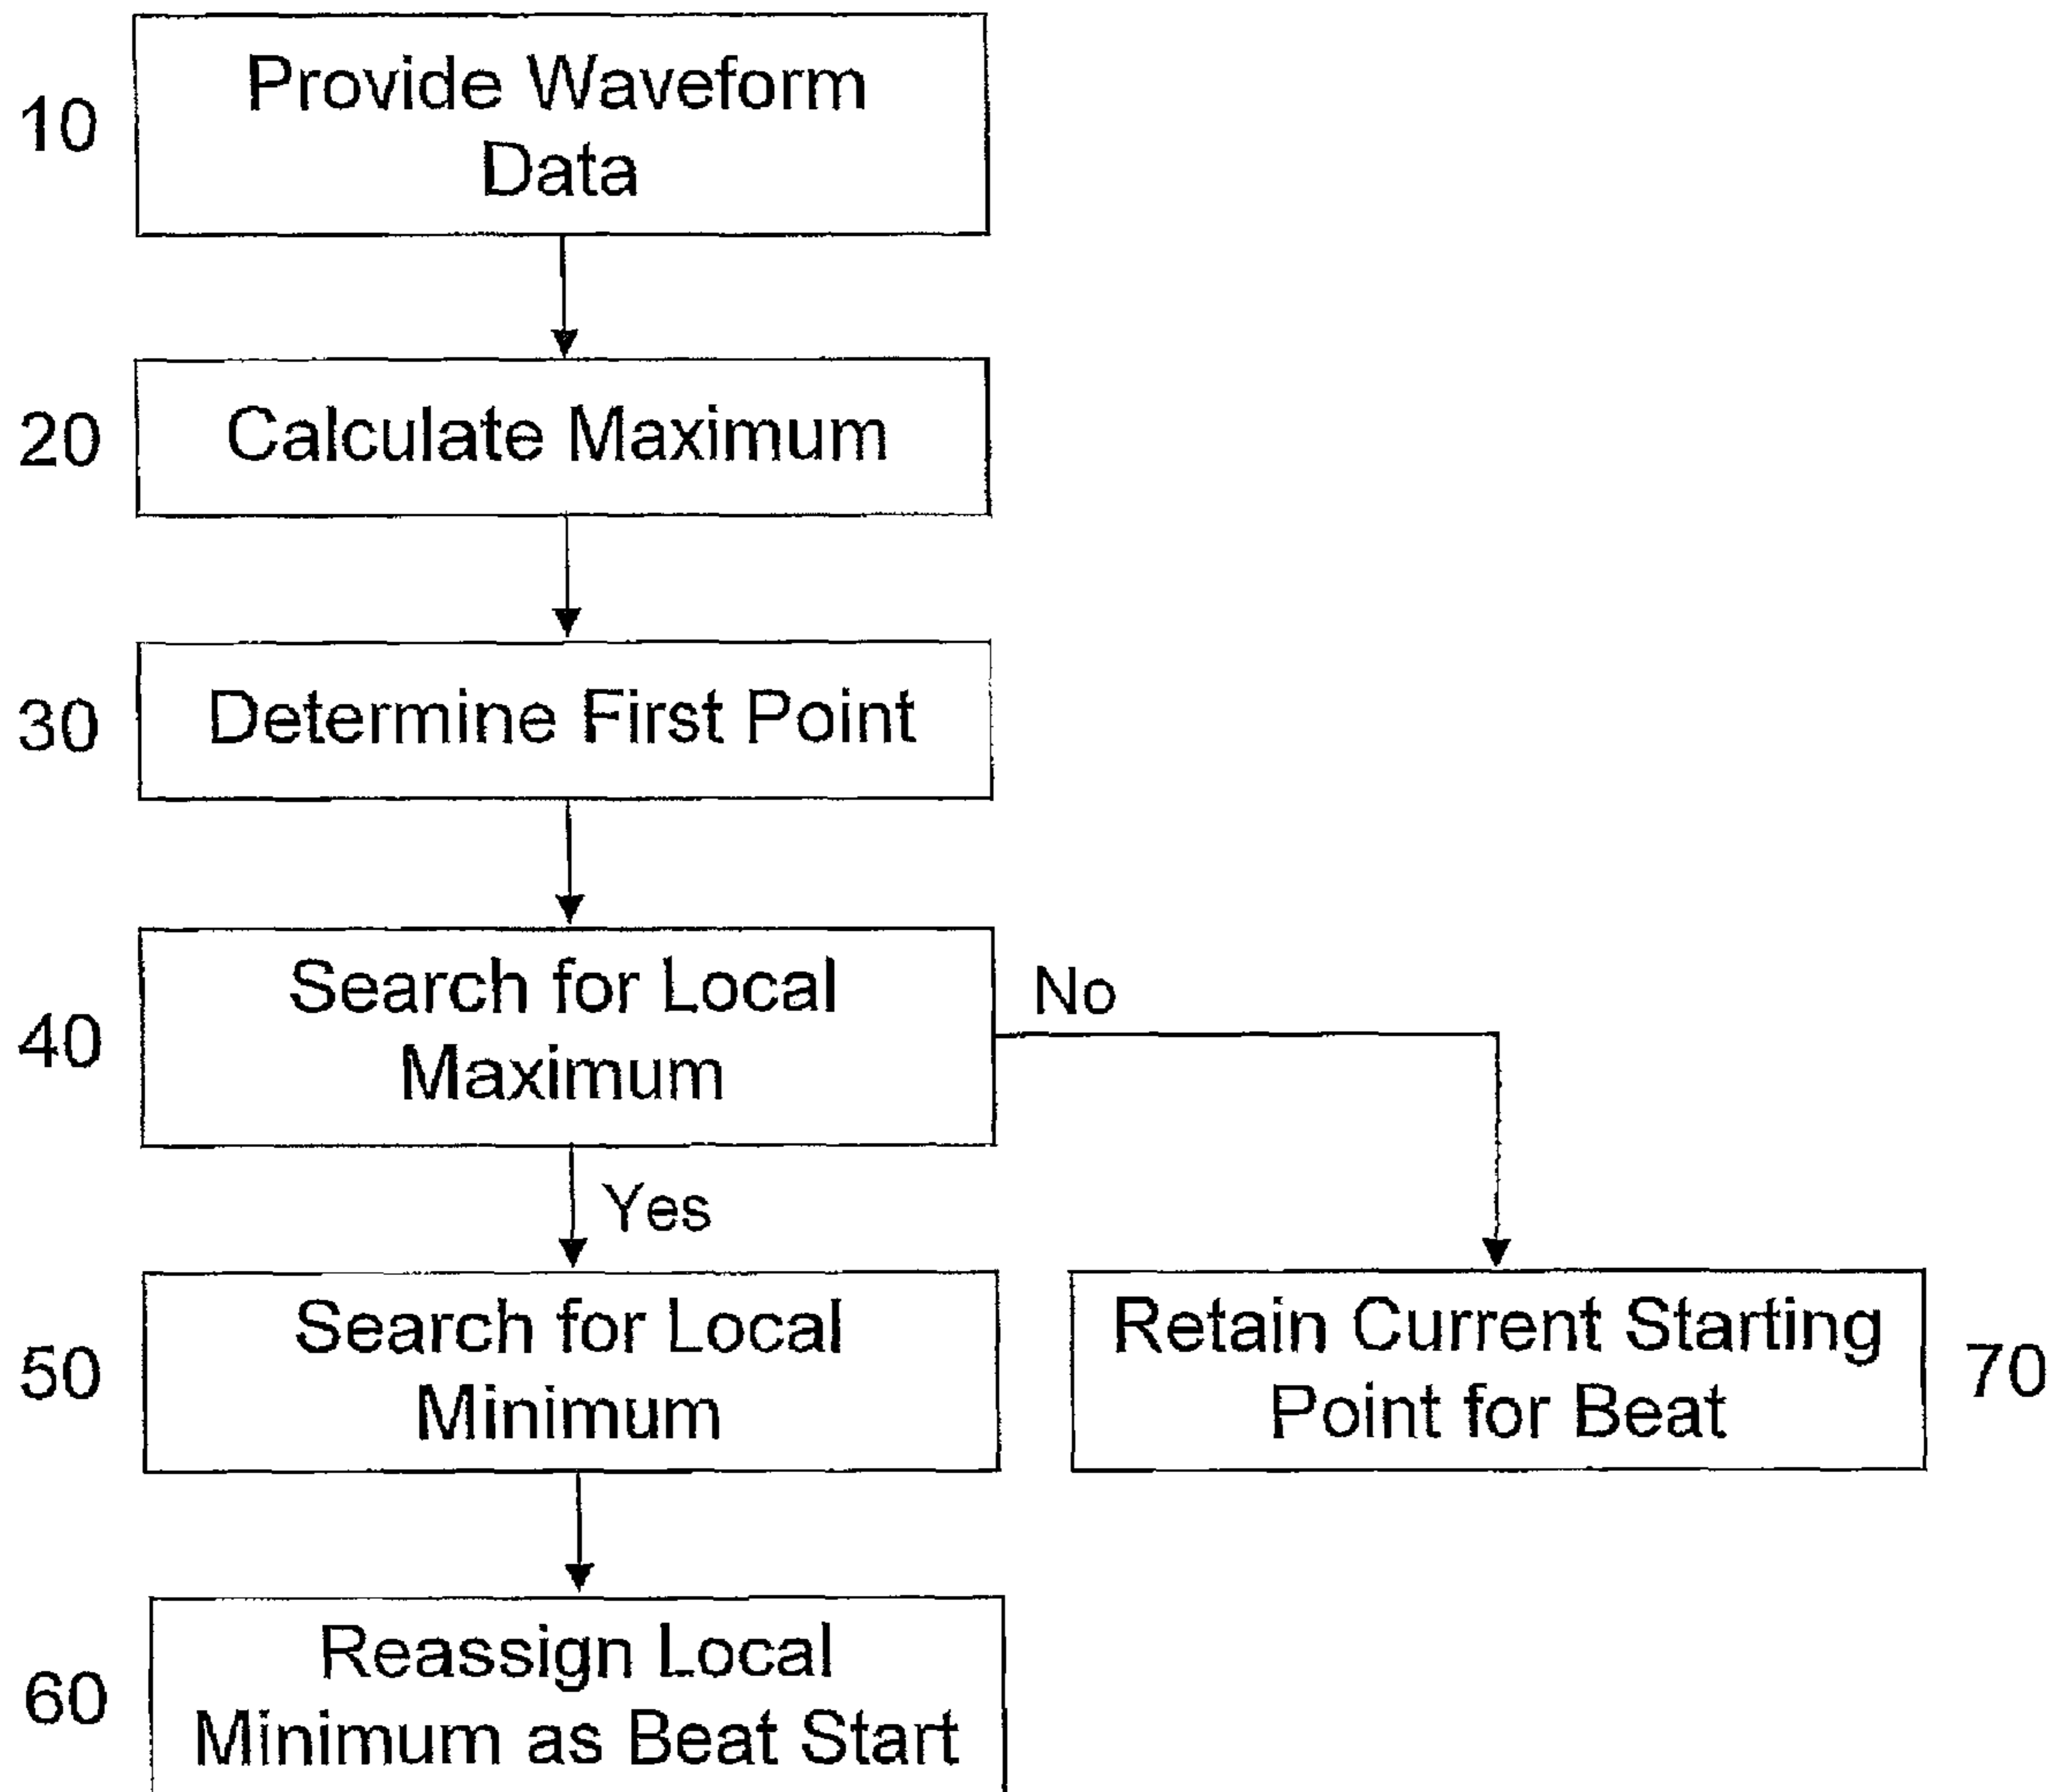 10
Provide Waveform
Data
20
Calculate Maximum
30
Determine First Point
40
Search for Local
Maximum
No
Yes
50
Search for Local
Minimum
Retain Current Starting
Point for Beat
70
60
Reassign Local
Minimum as Beat Start